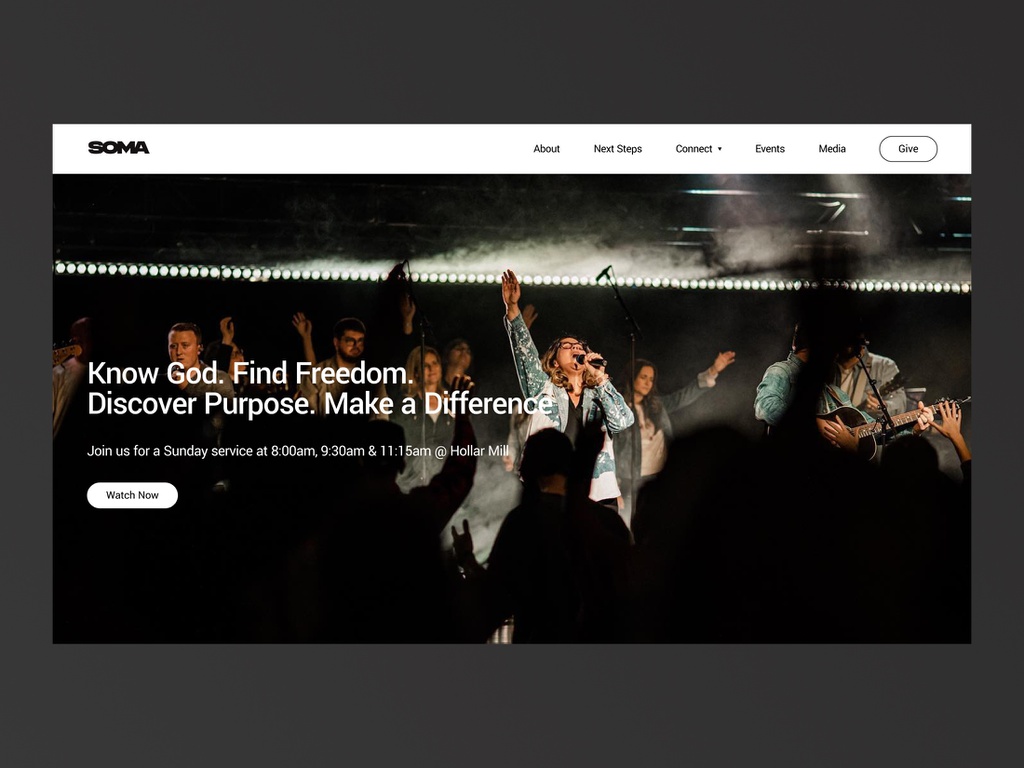 SOMA
About
Next Steps
Connect ▾
Events
Media
Give
Know God. Find Freedom.
Discover Purpose. Make a Difference
Join us for a Sunday service at 8:00am, 9:30am & 11:15am @ Hollar Mill
Watch Now